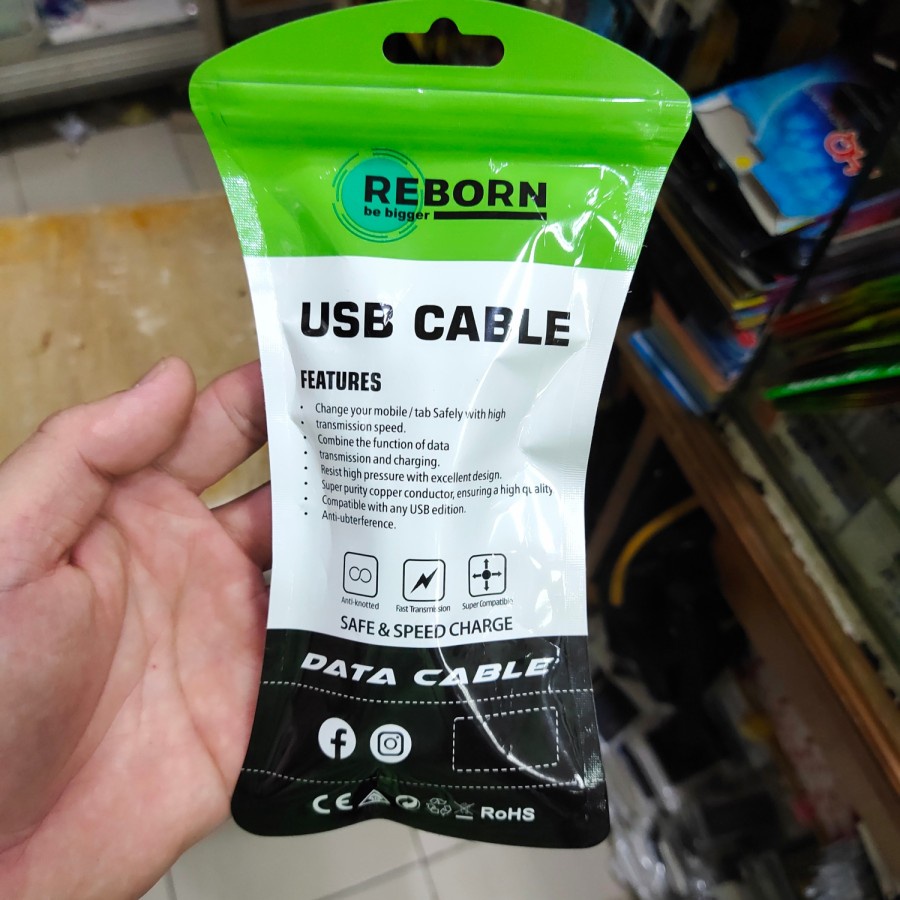 REBORN
be bigger
USB CABLE
FEATURES
• Change your mobile / tab Safely with high
• transmission speed.
• Combine the function of data
• transmission and charging.
• Resist high pressure with excellent design.
• Super purity copper conductor, ensuring a high quality
• Compatible with any USB edition.
• Anti-ubterference.
Anti-knotted
Fast Transmission
Super Compatible
SAFE & SPEED CHARGE
DATA CABLE
CE
RoHS